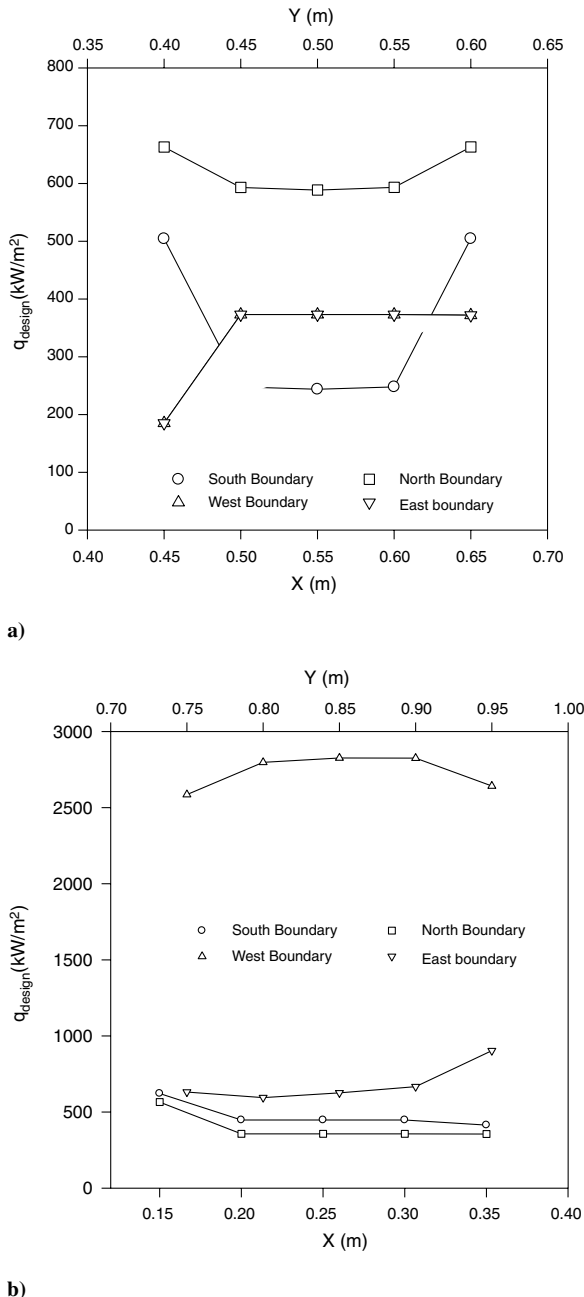 Y (m)
0.35 0.40 0.45 0.50 0.55 0.60 0.65
800
700
600
500
400
300
200
100
0
q_design(kW/m²)
South Boundary North Boundary
West Boundary East boundary
0.40 0.45 0.50 0.55 0.60 0.65 0.70
X (m)
a)
Y (m)
0.70 0.75 0.80 0.85 0.90 0.95 1.00
3000
2500
2000
1500
1000
500
0
q_design(kW/m²)
South Boundary North Boundary
West Boundary East boundary
0.15 0.20 0.25 0.30 0.35 0.40
X (m)
b)